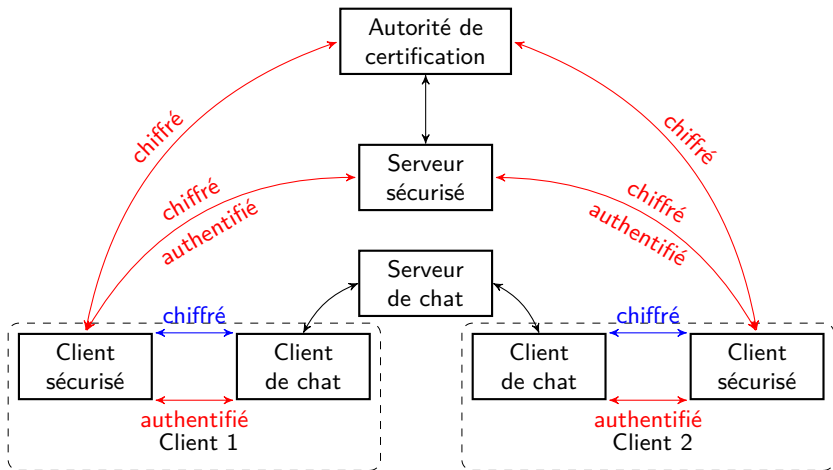 Autorité de
certification
chiffré
chiffré
Serveur
sécurisé
chiffré
authentifié
chiffré
authentifié
Serveur
de chat
chiffré
chiffré
Client
sécurisé
Client
de chat
Client
de chat
Client
sécurisé
authentifié
authentifié
Client 1
Client 2